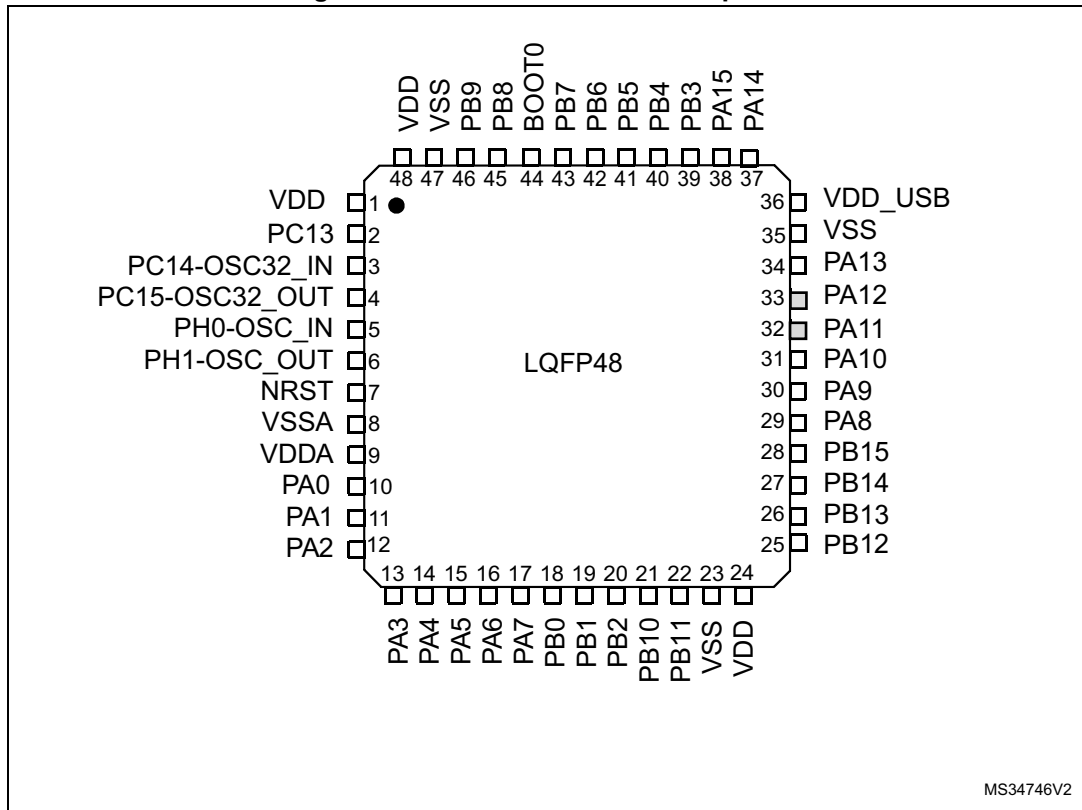 VDD
VSS
PB9
PB8
BOOT0
PB7
PB6
PB5
PB4
PB3
PA15
PA14
48 47 46 45 44 43 42 41 40 39 38 37
VDD 1
PC13 2
PC14-OSC32_IN 3
PC15-OSC32_OUT 4
PH0-OSC_IN 5
PH1-OSC_OUT 6
NRST 7
VSSA 8
VDDA 9
PA0 10
PA1 11
PA2 12
LQFP48
36 VDD_USB
35 VSS
34 PA13
33 PA12
32 PA11
31 PA10
30 PA9
29 PA8
28 PB15
27 PB14
26 PB13
25 PB12
13 14 15 16 17 18 19 20 21 22 23 24
PA3
PA4
PA5
PA6
PA7
PB0
PB1
PB2
PB10
PB11
VSS
VDD
MS34746V2